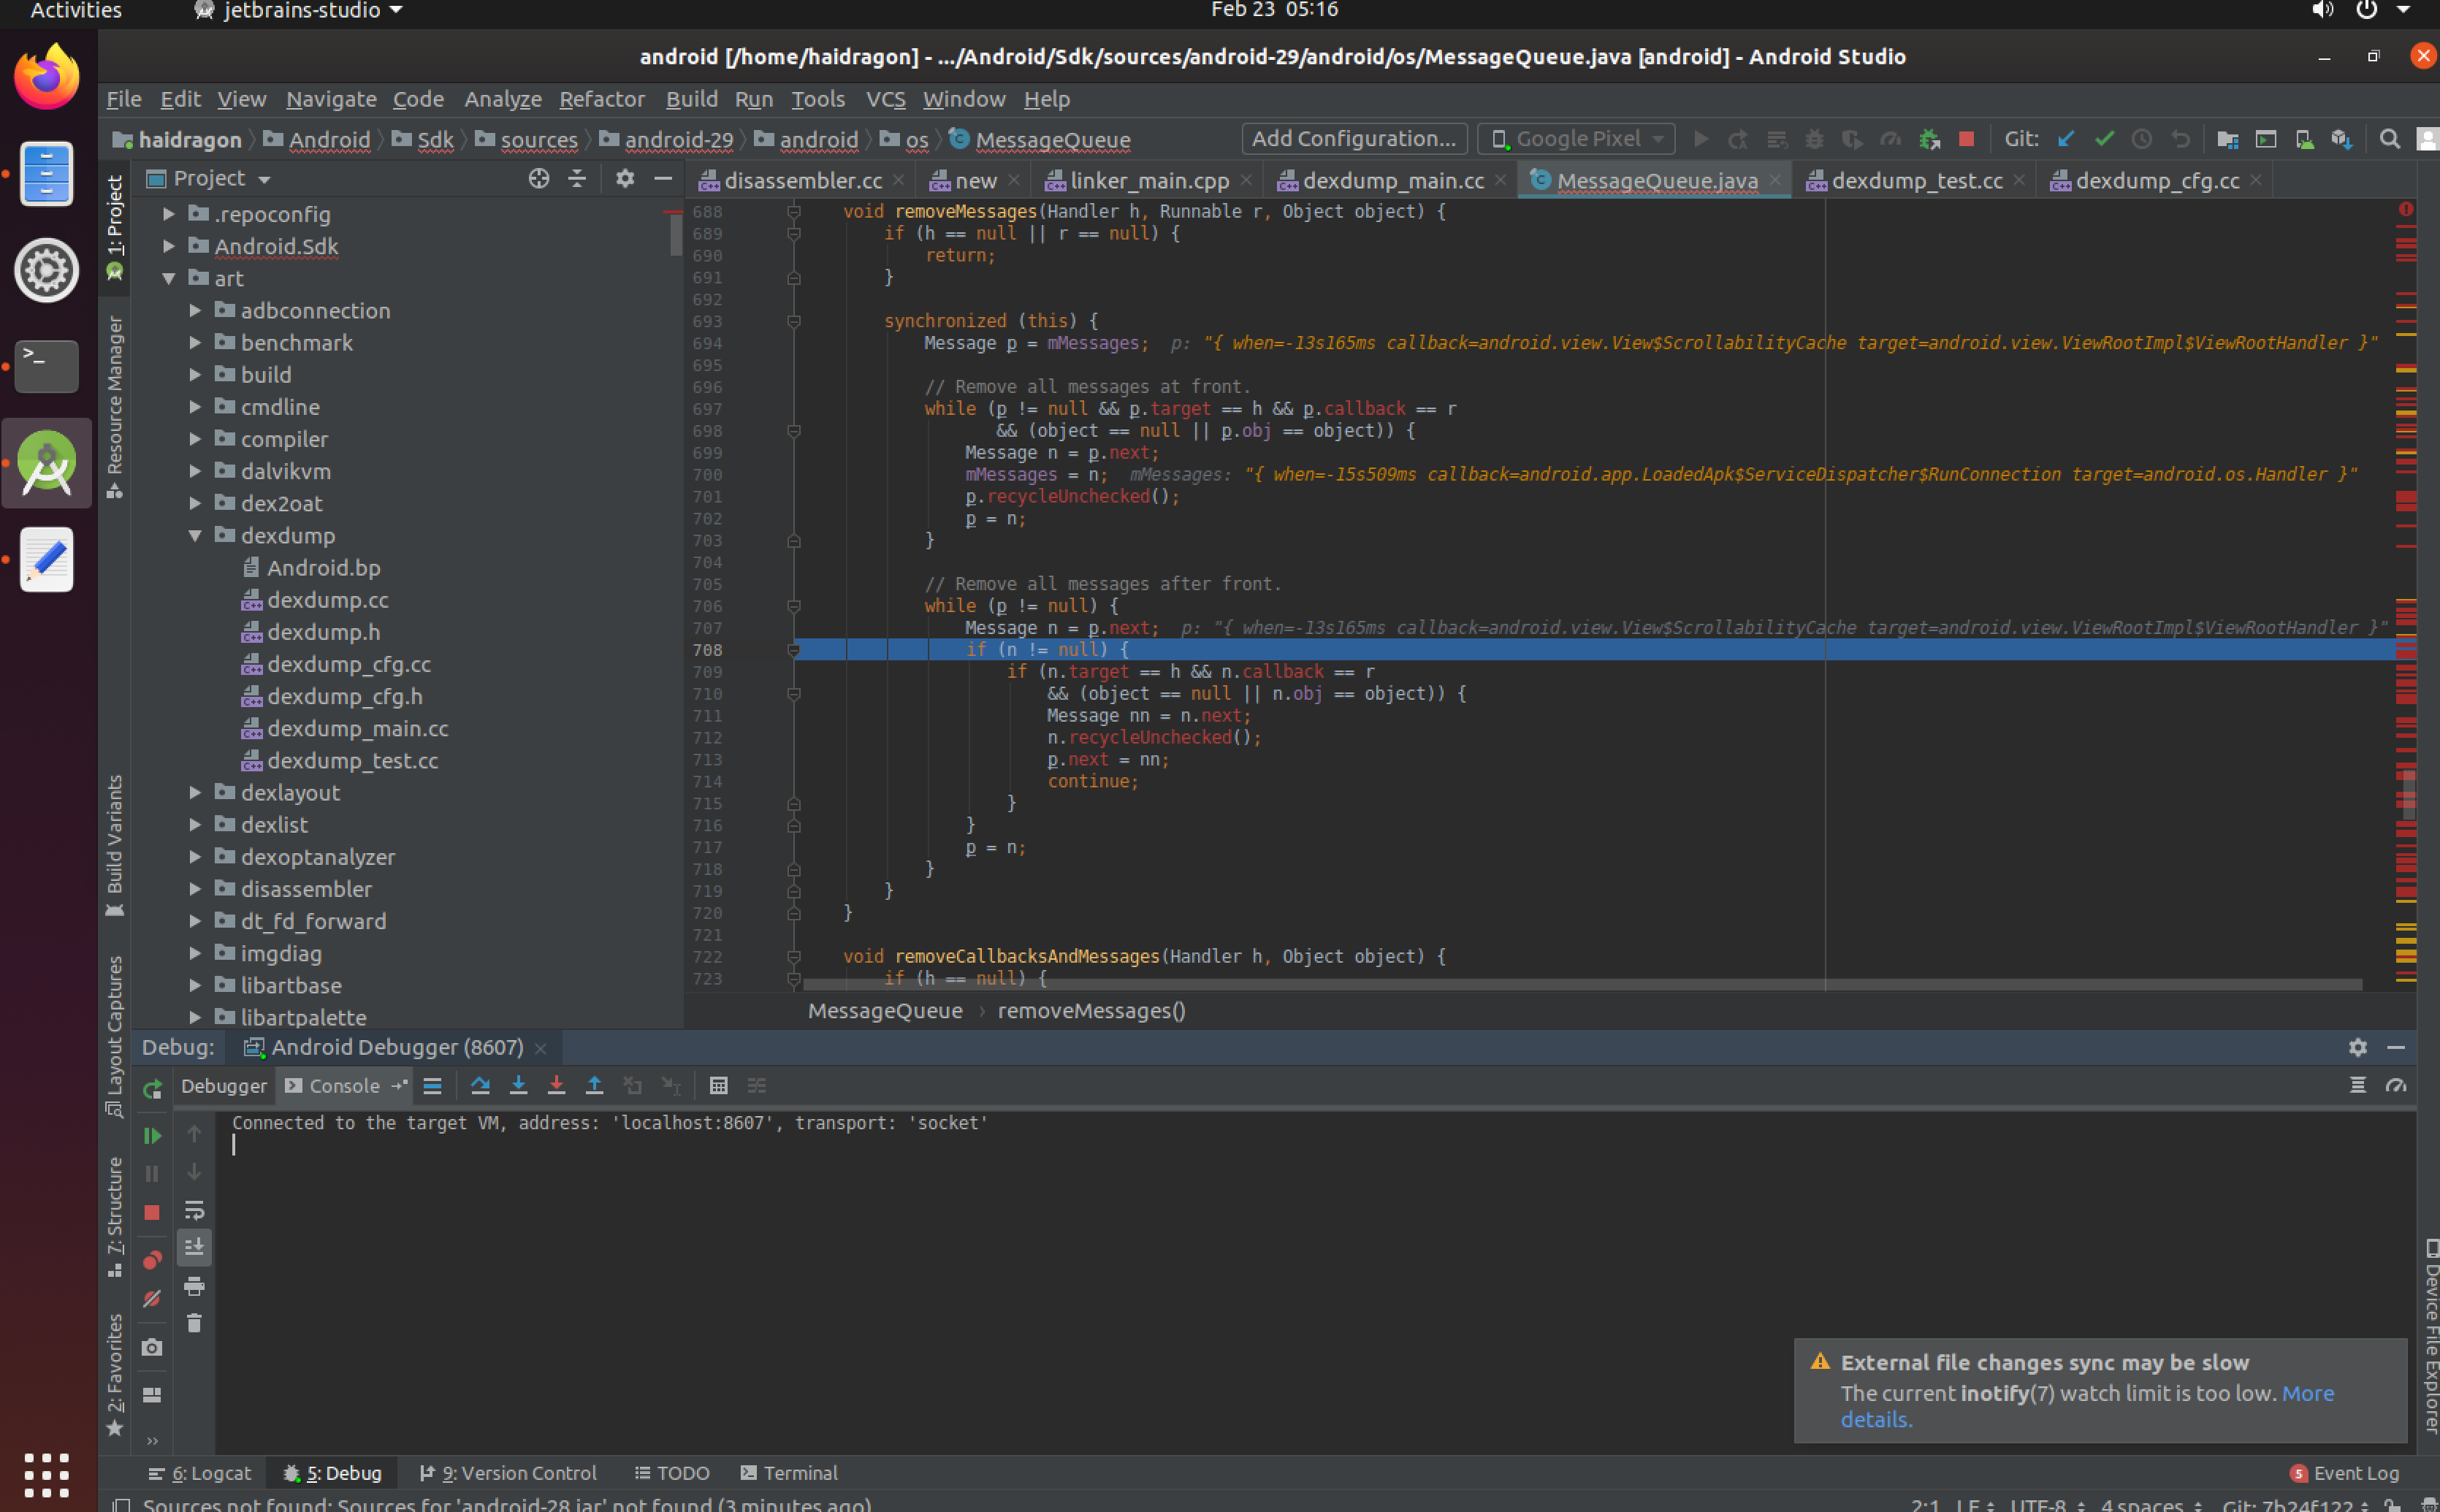 Activities
jetbrains-studio
Feb 23 05:16
android [/home/haidragon] - .../Android/Sdk/sources/android-29/android/os/MessageQueue.java [android] - Android Studio
File Edit View Navigate Code Analyze Refactor Build Run Tools VCS Window Help
haidragon Android Sdk sources android-29 android os MessageQueue
Add Configuration... Google Pixel Git:
Project
disassembler.cc new linker_main.cpp dexdump_main.cc MessageQueue.java dexdump_test.cc dexdump_cfg.cc
1: Project
Resource Manager
Build Variants
Layout Captures
7: Structure
2: Favorites
.repoconfig
Android.Sdk
art
adbconnection
benchmark
build
cmdline
compiler
dalvikvm
dex2oat
dexdump
Android.bp
dexdump.cc
dexdump.h
dexdump_cfg.cc
dexdump_cfg.h
dexdump_main.cc
dexdump_test.cc
dexlayout
dexlist
dexoptanalyzer
disassembler
dt_fd_forward
imgdiag
libartbase
libartpalette
688 void removeMessages(Handler h, Runnable r, Object object) {
689 if (h == null || r == null) {
690 return;
691 }
692
693 synchronized (this) {
694 Message p = mMessages; p: "{ when=-13s165ms callback=android.view.View$ScrollabilityCache target=android.view.ViewRootImpl$ViewRootHandler }"
695
696 // Remove all messages at front.
697 while (p != null && p.target == h && p.callback == r
698 && (object == null || p.obj == object)) {
699 Message n = p.next;
700 mMessages = n; mMessages: "{ when=-15s509ms callback=android.app.LoadedApk$ServiceDispatcher$RunConnection target=android.os.Handler }"
701 p.recycleUnchecked();
702 p = n;
703 }
704
705 // Remove all messages after front.
706 while (p != null) {
707 Message n = p.next; p: "{ when=-13s165ms callback=android.view.View$ScrollabilityCache target=android.view.ViewRootImpl$ViewRootHandler }"
708 if (n != null) {
709 if (n.target == h && n.callback == r
710 && (object == null || n.obj == object)) {
711 Message nn = n.next;
712 n.recycleUnchecked();
713 p.next = nn;
714 continue;
715 }
716 }
717 p = n;
718 }
719 }
720 }
721
722 void removeCallbacksAndMessages(Handler h, Object object) {
723 if (h == null) {
MessageQueue › removeMessages()
Debug: Android Debugger (8607)
Debugger Console
Connected to the target VM, address: 'localhost:8607', transport: 'socket'
External file changes sync may be slow
The current inotify(7) watch limit is too low. More
details.
Device File Explorer
6: Logcat 5: Debug 9: Version Control TODO Terminal
5 Event Log
Sources not found: Sources for 'android-28.jar' not found (3 minutes ago)
2:1 LF UTF-8 4 spaces Git: 7b24f122